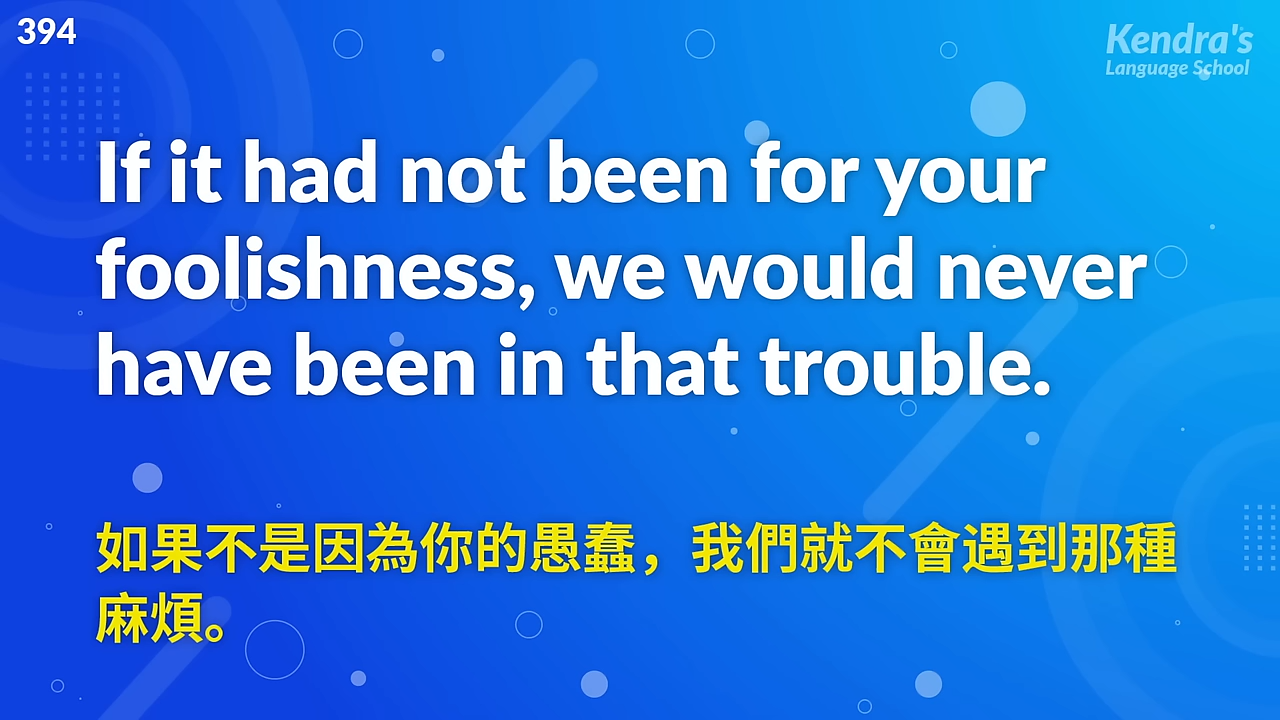 394
Kendra's
Language School
If it had not been for your
foolishness, we would never
have been in that trouble.
如果不是因為你的愚蠢，我們就不會遇到那種
麻煩。